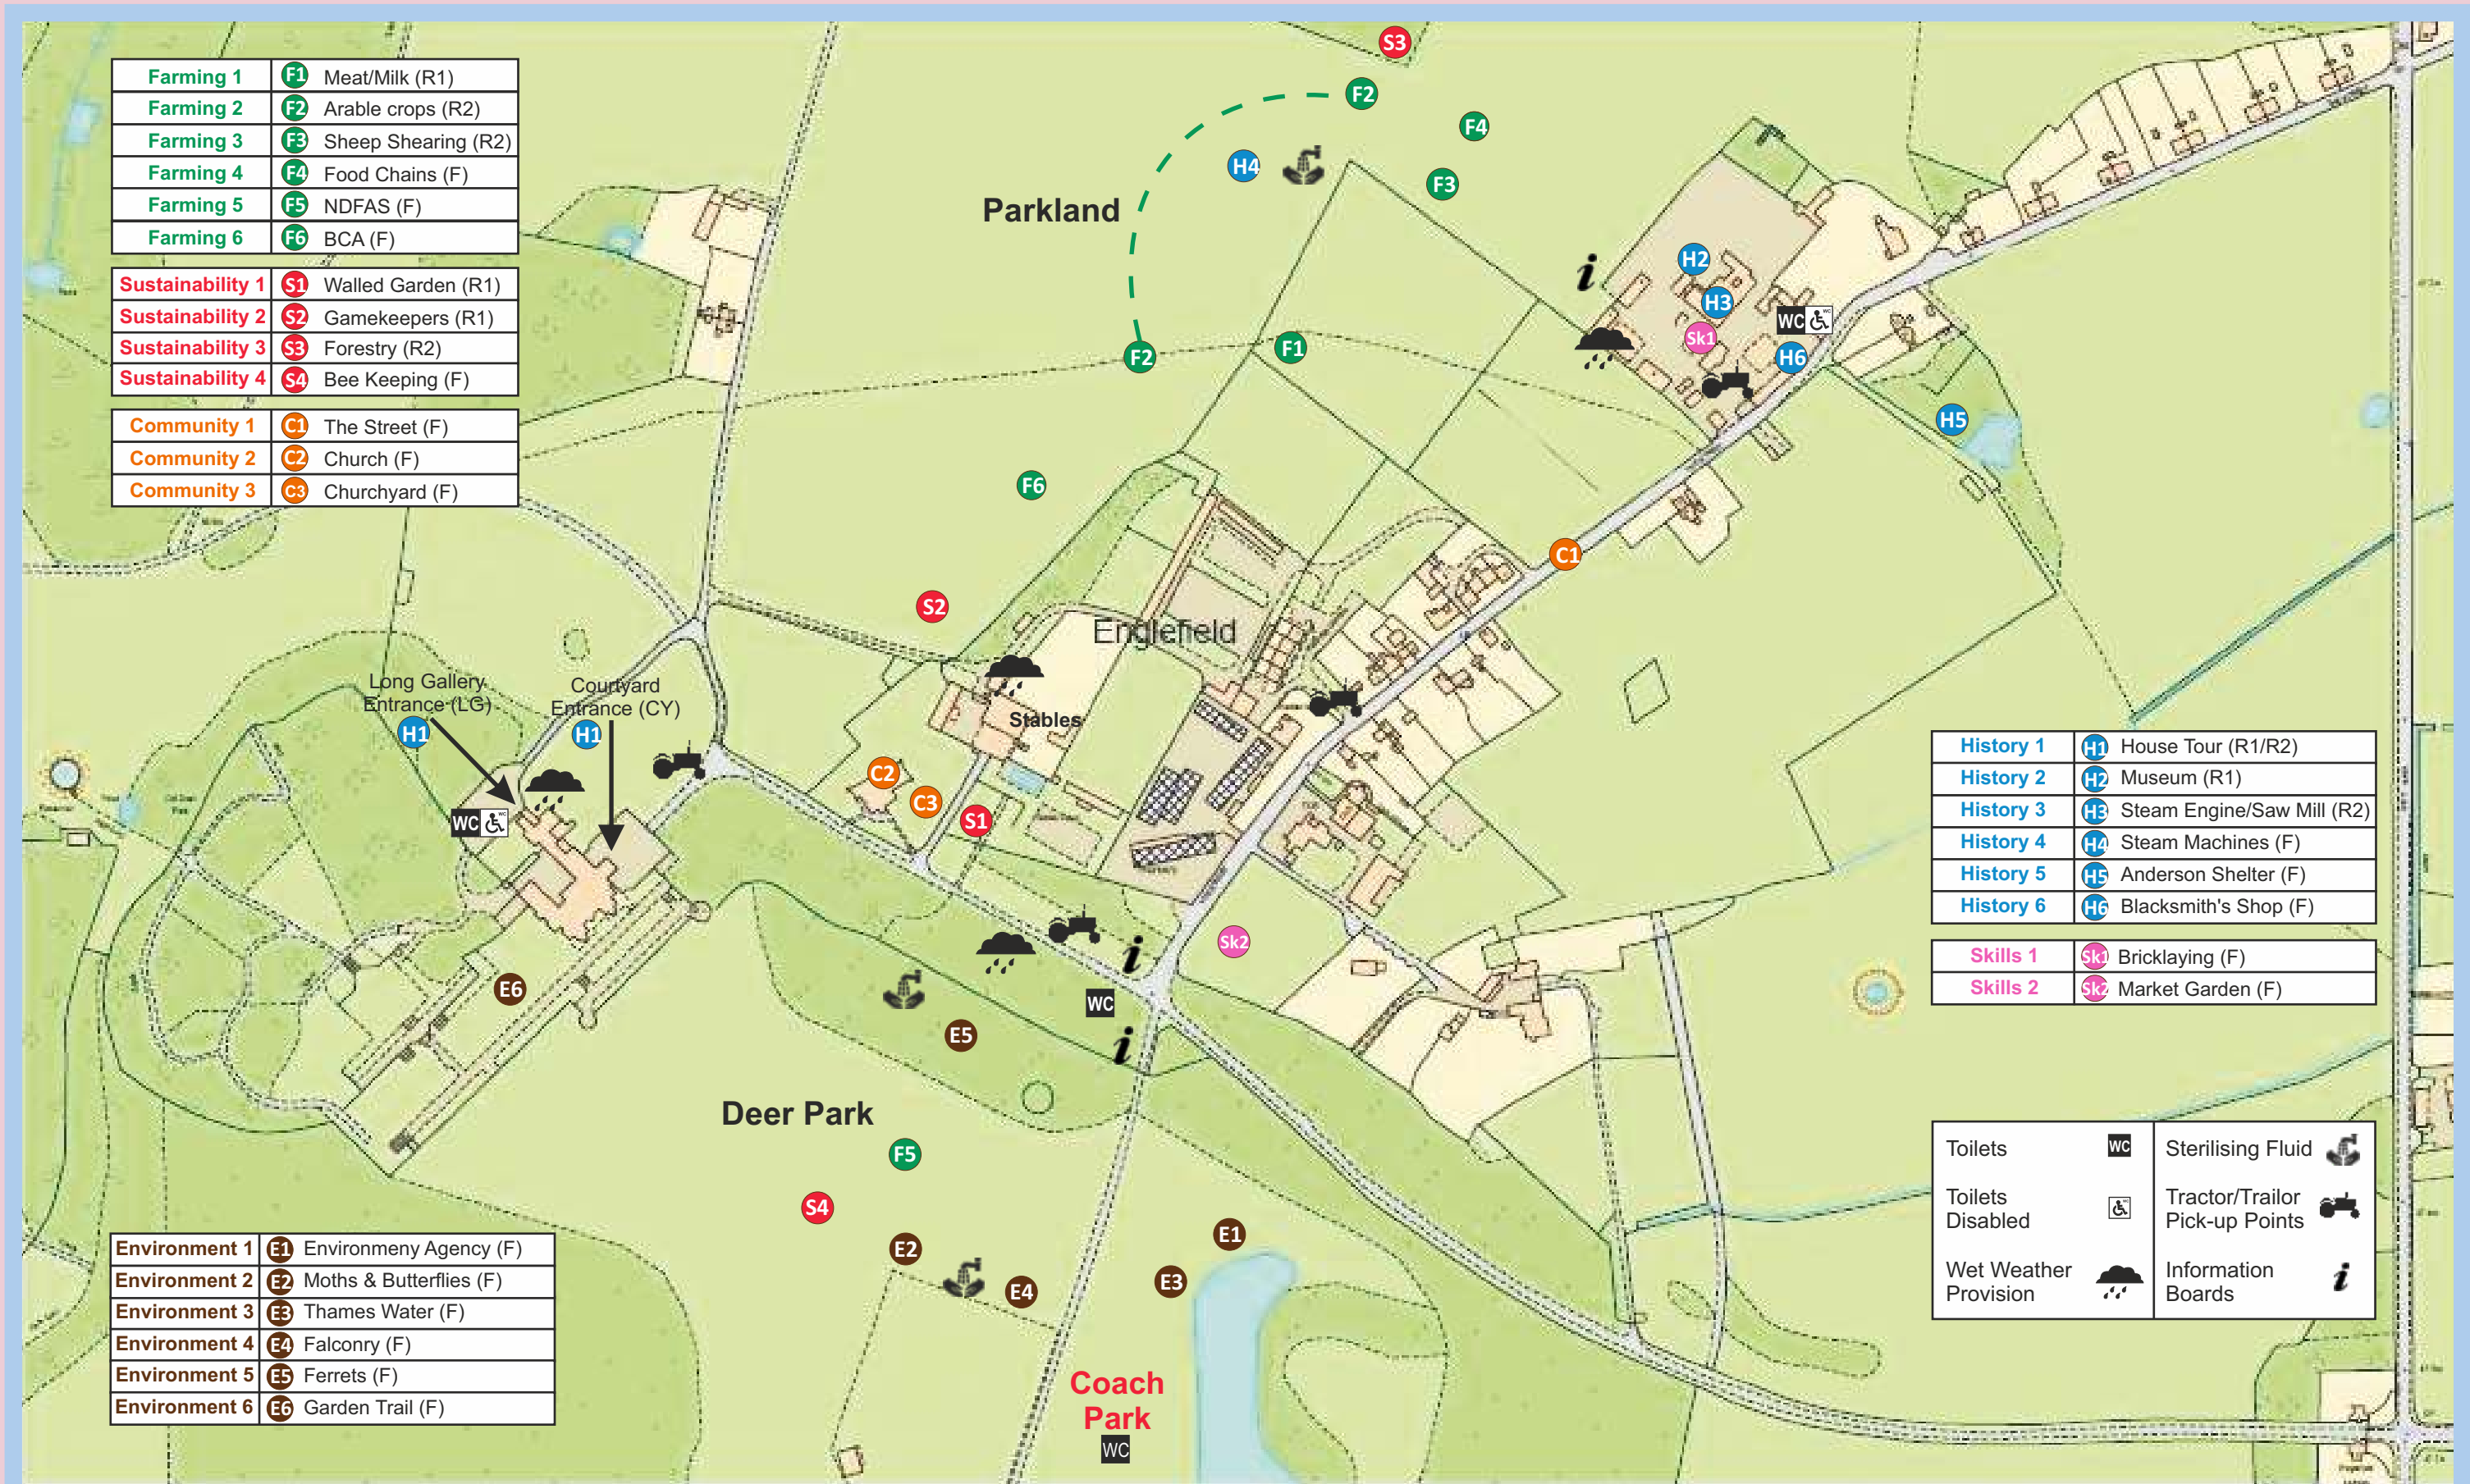 Farming 1 F1 Meat/Milk (R1)
Farming 2 F2 Arable crops (R2)
Farming 3 F3 Sheep Shearing (R2)
Farming 4 F4 Food Chains (F)
Farming 5 F5 NDFAS (F)
Farming 6 F6 BCA (F)
Sustainability 1 S1 Walled Garden (R1)
Sustainability 2 S2 Gamekeepers (R1)
Sustainability 3 S3 Forestry (R2)
Sustainability 4 S4 Bee Keeping (F)
Community 1 C1 The Street (F)
Community 2 C2 Church (F)
Community 3 C3 Churchyard (F)
S3
F2
F4
H4
F3
Parkland
i
H2
H3
WC
Sk1
F2
F1
H6
H5
F6
C1
S2
Englefield
Long Gallery
Entrance (LG)
H1
Courtyard
Entrance (CY)
H1
Stables
C2
C3
S1
WC
Sk2
i
E6
WC
E5
i
Deer Park
F5
S4
E2
E1
E4
E3
Coach
Park
WC
History 1 H1 House Tour (R1/R2)
History 2 H2 Museum (R1)
History 3 H3 Steam Engine/Saw Mill (R2)
History 4 H4 Steam Machines (F)
History 5 H5 Anderson Shelter (F)
History 6 H6 Blacksmith's Shop (F)
Skills 1 Sk1 Bricklaying (F)
Skills 2 Sk2 Market Garden (F)
Toilets WC
Toilets
Disabled
Wet Weather
Provision
Sterilising Fluid
Tractor/Trailor
Pick-up Points
Information
Boards i
Environment 1 E1 Environmeny Agency (F)
Environment 2 E2 Moths & Butterflies (F)
Environment 3 E3 Thames Water (F)
Environment 4 E4 Falconry (F)
Environment 5 E5 Ferrets (F)
Environment 6 E6 Garden Trail (F)